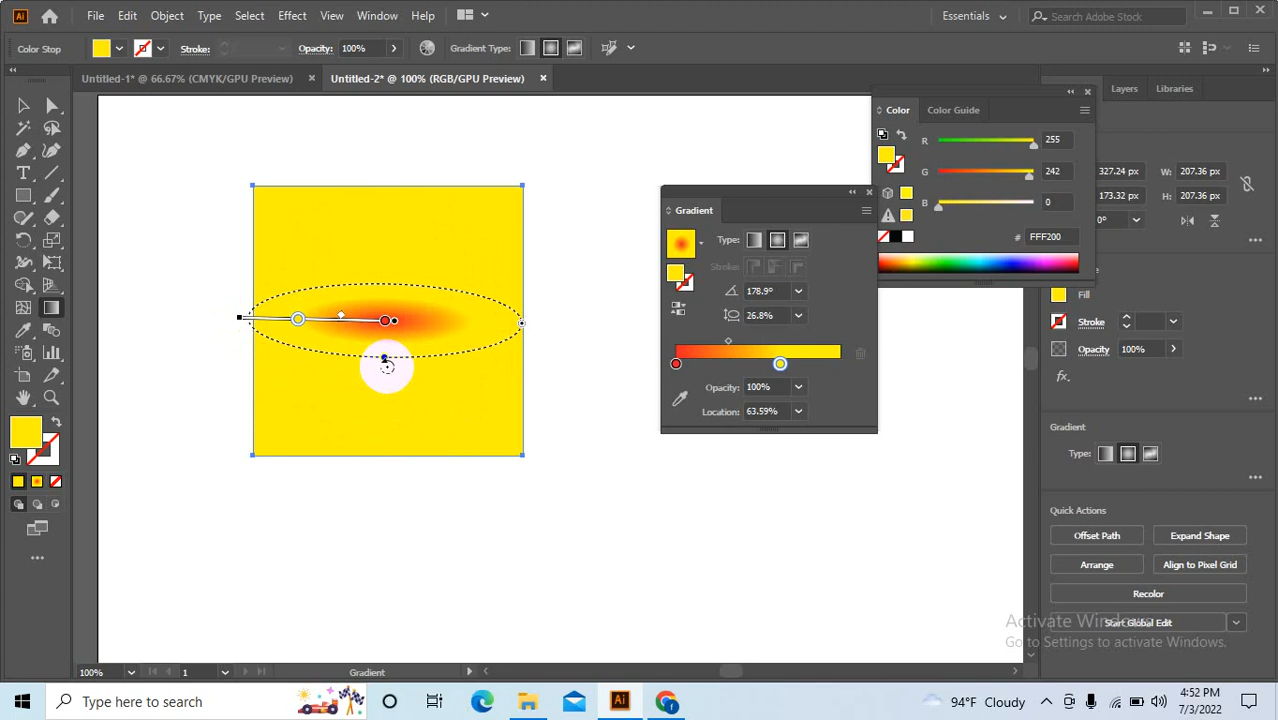 Ai File Edit Object Type Select Effect View Window Help Essentials Search Adobe Stock
Color Stop Stroke: Opacity: 100% Gradient Type:
Untitled-1* @ 66.67% (CMYK/GPU Preview) × Untitled-2* @ 100% (RGB/GPU Preview) ×
Layers Libraries
Color Color Guide
R 255
G 242
B 0
# FFF200
327.24 px W: 207.36 px
173.32 px H: 207.36 px
0°
Gradient
Type:
Stroke:
178.9°
26.8%
Opacity: 100%
Location: 63.59%
Fill
Stroke
Opacity 100%
fx.
Gradient
Type:
Quick Actions
Offset Path Expand Shape
Arrange Align to Pixel Grid
Recolor
Start Global Edit
Activate Windows
Go to Settings to activate Windows.
100% 1 Gradient
Type here to search Ai 94°F Cloudy 4:52 PM
7/3/2022